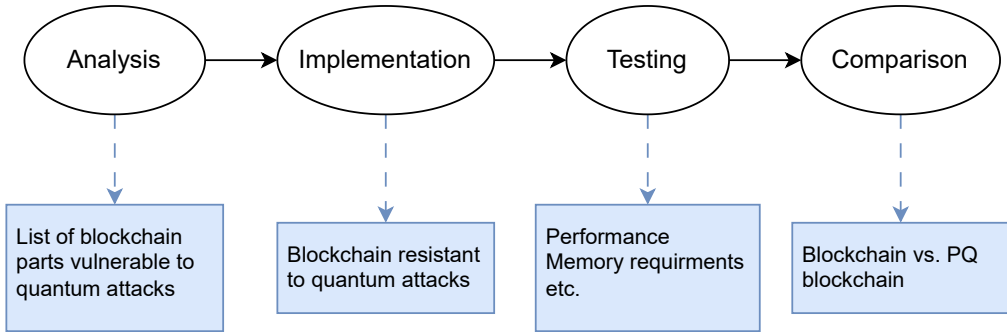 Analysis
Implementation
Testing
Comparison
List of blockchain
parts vulnerable to
quantum attacks
Blockchain resistant
to quantum attacks
Performance
Memory requirments
etc.
Blockchain vs. PQ
blockchain